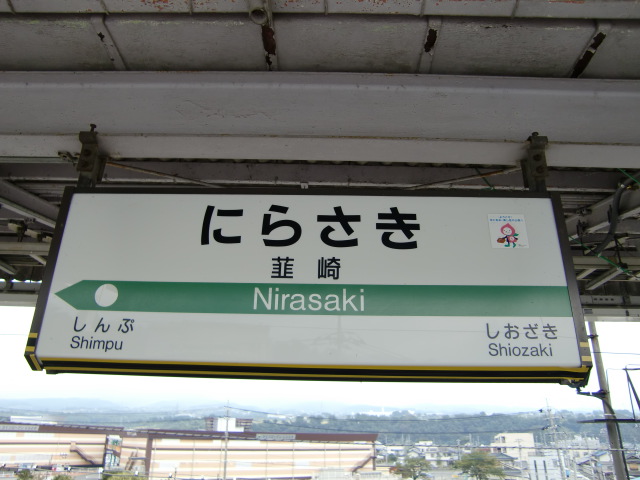 にらさき
韮崎
Nirasaki
しんぷ
Shimpu
しおざき
Shiozaki